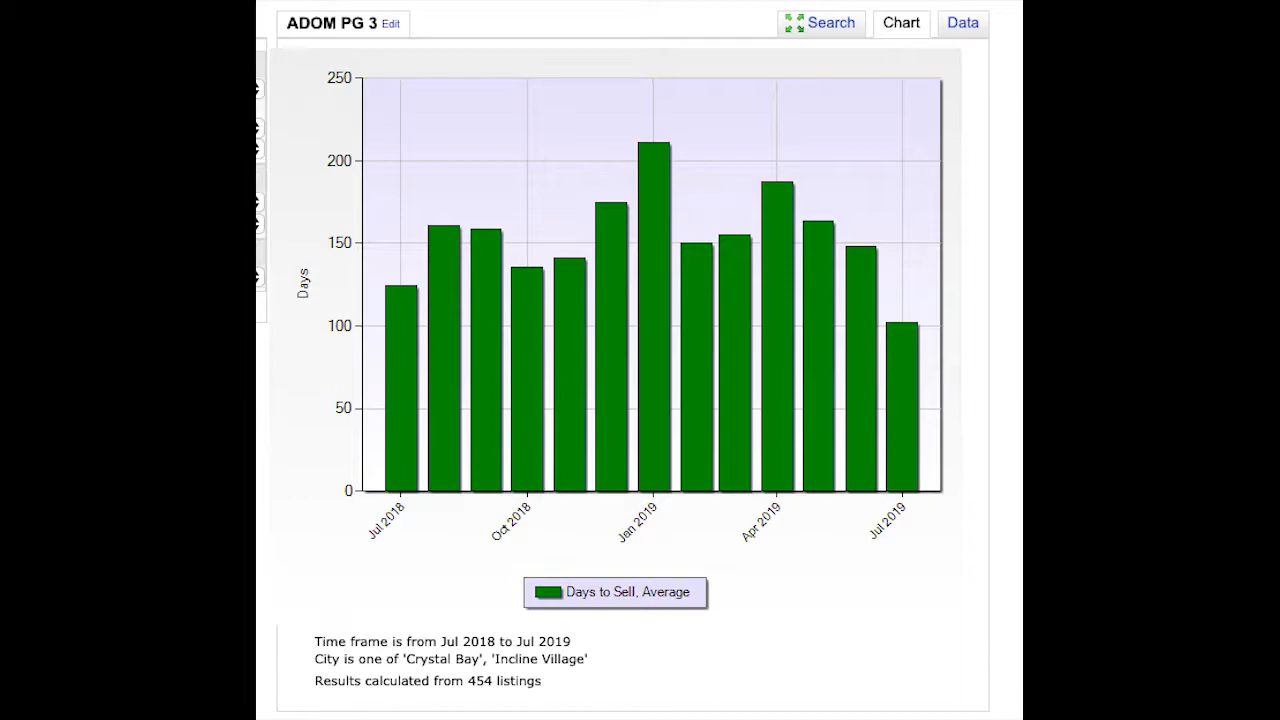 ADOM PG 3 Edit
Search
Chart
Data
250
200
150
100
50
0
Days
Jul 2018
Oct 2018
Jan 2019
Apr 2019
Jul 2019
Days to Sell, Average
Time frame is from Jul 2018 to Jul 2019
City is one of 'Crystal Bay', 'Incline Village'
Results calculated from 454 listings